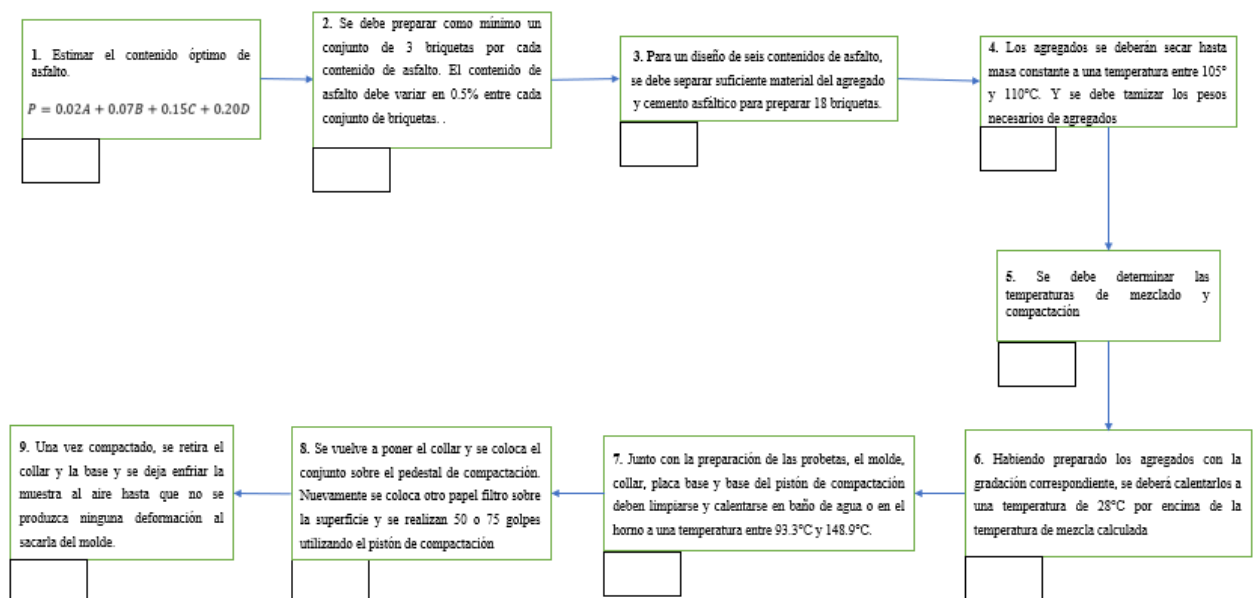 1. Estimar el contenido óptimo de
asfalto.
P = 0.02A + 0.07B + 0.15C + 0.20D
2. Se debe preparar como mínimo un
conjunto de 3 briquetas por cada
contenido de asfalto. El contenido de
asfalto debe variar en 0.5% entre cada
conjunto de briquetas. .
3. Para un diseño de seis contenidos de asfalto,
se debe separar suficiente material del agregado
y cemento asfáltico para preparar 18 briquetas.
4. Los agregados se deberán secar hasta
masa constante a una temperatura entre 105°
y 110°C. Y se debe tamizar los pesos
necesarios de agregados
5. Se debe determinar las
temperaturas de mezclado y
compactación
6. Habiendo preparado los agregados con la
gradación correspondiente, se deberá calentarlos a
una temperatura de 28°C por encima de la
temperatura de mezcla calculada
7. Junto con la preparación de las probetas, el molde,
collar, placa base y base del pistón de compactación
deben limpiarse y calentarse en baño de agua o en el
horno a una temperatura entre 93.3°C y 148.9°C.
8. Se vuelve a poner el collar y se coloca el
conjunto sobre el pedestal de compactación.
Nuevamente se coloca otro papel filtro sobre
la superficie y se realizan 50 o 75 golpes
utilizando el pistón de compactación
9. Una vez compactado, se retira el
collar y la base y se deja enfriar la
muestra al aire hasta que no se
produzca ninguna deformación al
sacarla del molde.